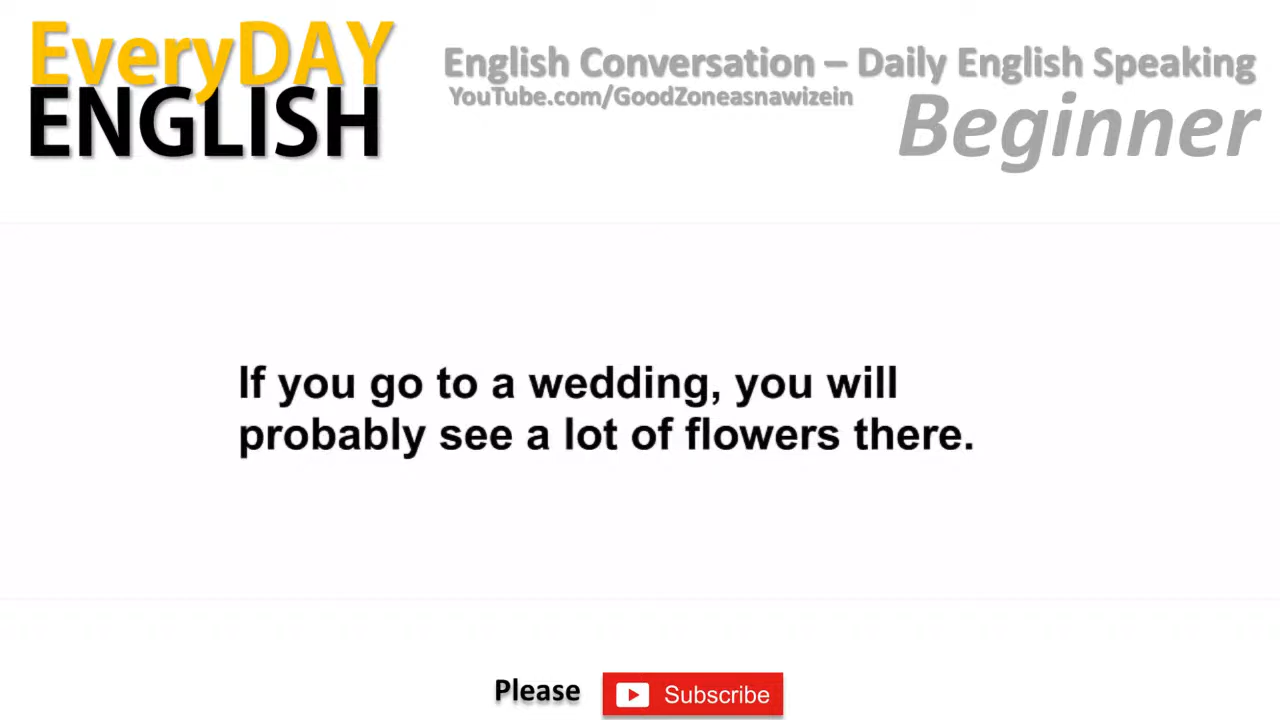 EveryDAY
ENGLISH
English Conversation – Daily English Speaking
YouTube.com/GoodZoneasnawizein
Beginner
If you go to a wedding, you will
probably see a lot of flowers there.
Please Subscribe